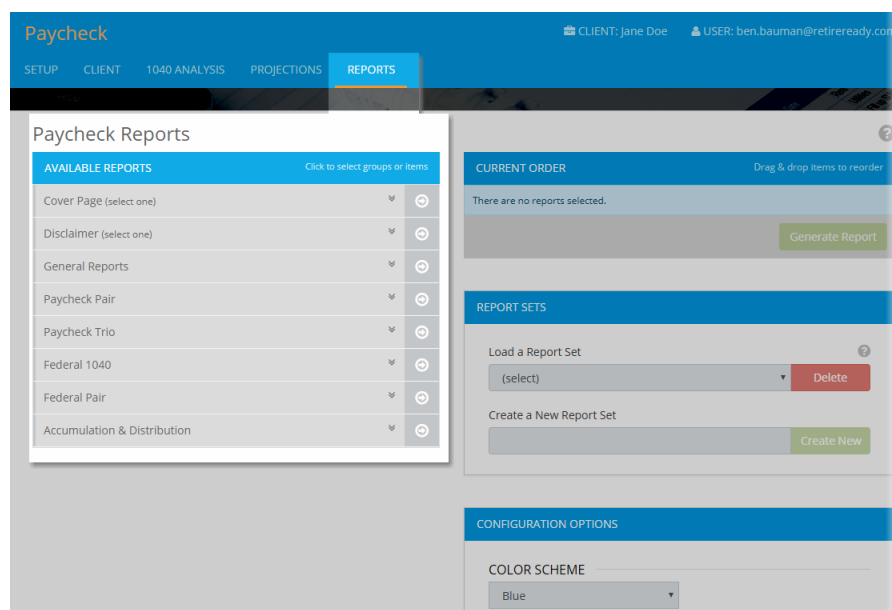 Paycheck
CLIENT: Jane Doe
USER: ben.bauman@retireready.com
SETUP CLIENT 1040 ANALYSIS PROJECTIONS REPORTS
Paycheck Reports
AVAILABLE REPORTS Click to select groups or items
Cover Page (select one)
Disclaimer (select one)
General Reports
Paycheck Pair
Paycheck Trio
Federal 1040
Federal Pair
Accumulation & Distribution
CURRENT ORDER Drag & drop items to reorder
There are no reports selected.
Generate Report
REPORT SETS
Load a Report Set
(select) Delete
Create a New Report Set
Create New
CONFIGURATION OPTIONS
COLOR SCHEME
Blue